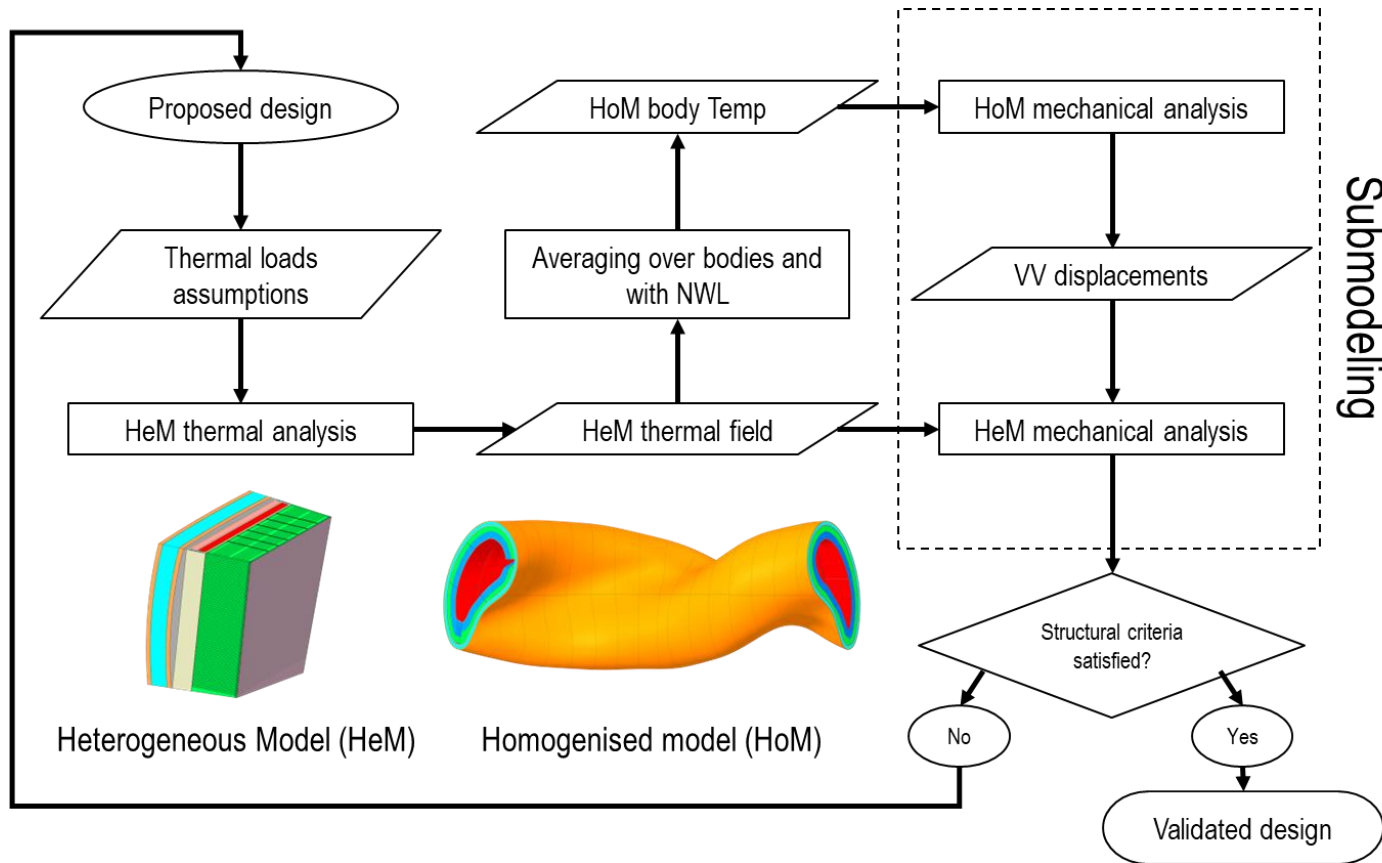 Proposed design
Thermal loads
assumptions
HeM thermal analysis
HoM body Temp
Averaging over bodies and
with NWL
HeM thermal field
HoM mechanical analysis
VV displacements
HeM mechanical analysis
Submodeling
Structural criteria
satisfied?
No
Yes
Validated design
Heterogeneous Model (HeM)
Homogenised model (HoM)